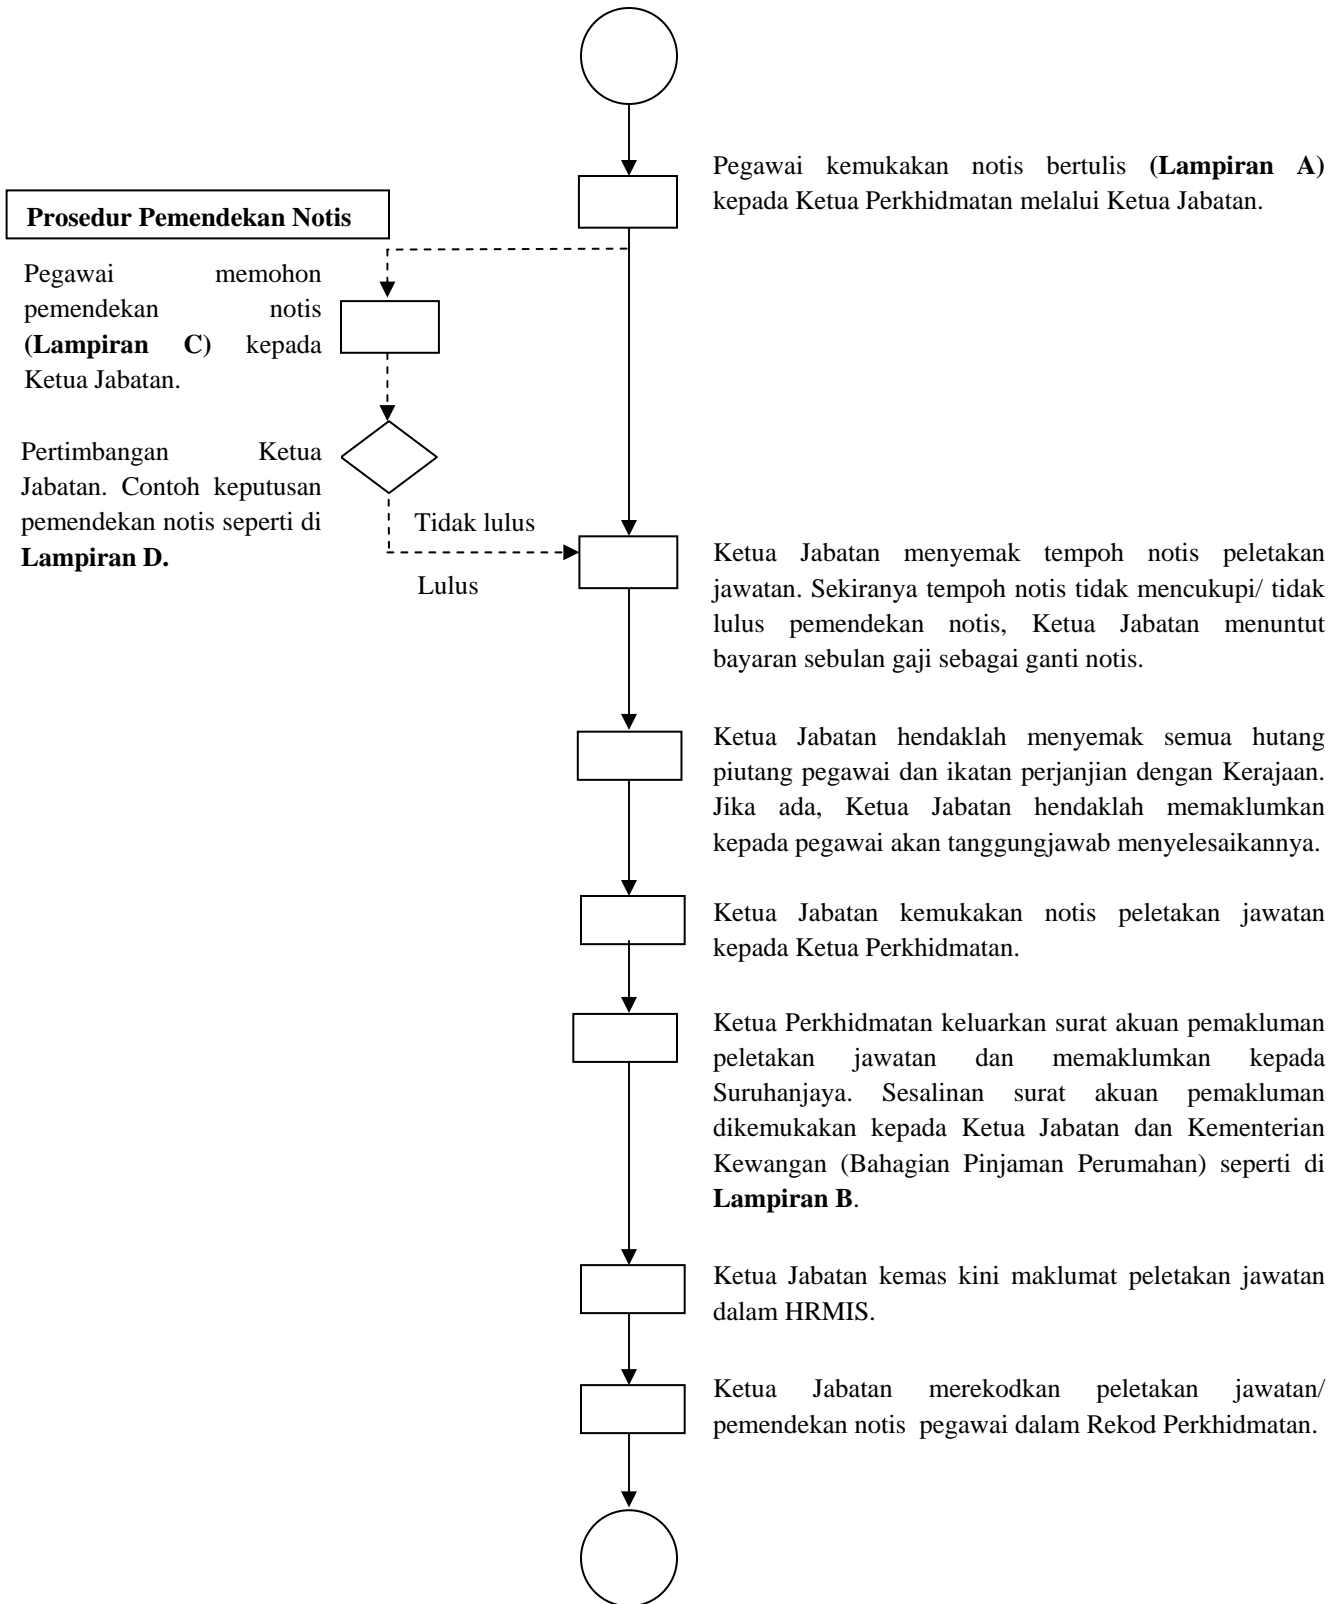 Pegawai kemukakan notis bertulis (Lampiran A)
kepada Ketua Perkhidmatan melalui Ketua Jabatan.
Prosedur Pemendekan Notis
Pegawai memohon
pemendekan notis
(Lampiran C) kepada
Ketua Jabatan.
Pertimbangan Ketua
Jabatan. Contoh keputusan
pemendekan notis seperti di
Lampiran D.
Tidak lulus
Lulus
Ketua Jabatan menyemak tempoh notis peletakan
jawatan. Sekiranya tempoh notis tidak mencukupi/ tidak
lulus pemendekan notis, Ketua Jabatan menuntut
bayaran sebulan gaji sebagai ganti notis.
Ketua Jabatan hendaklah menyemak semua hutang
piutang pegawai dan ikatan perjanjian dengan Kerajaan.
Jika ada, Ketua Jabatan hendaklah memaklumkan
kepada pegawai akan tanggungjawab menyelesaikannya.
Ketua Jabatan kemukakan notis peletakan jawatan
kepada Ketua Perkhidmatan.
Ketua Perkhidmatan keluarkan surat akuan pemakluman
peletakan jawatan dan memaklumkan kepada
Suruhanjaya. Sesalinan surat akuan pemakluman
dikemukakan kepada Ketua Jabatan dan Kementerian
Kewangan (Bahagian Pinjaman Perumahan) seperti di
Lampiran B.
Ketua Jabatan kemas kini maklumat peletakan jawatan
dalam HRMIS.
Ketua Jabatan merekodkan peletakan jawatan/
pemendekan notis pegawai dalam Rekod Perkhidmatan.